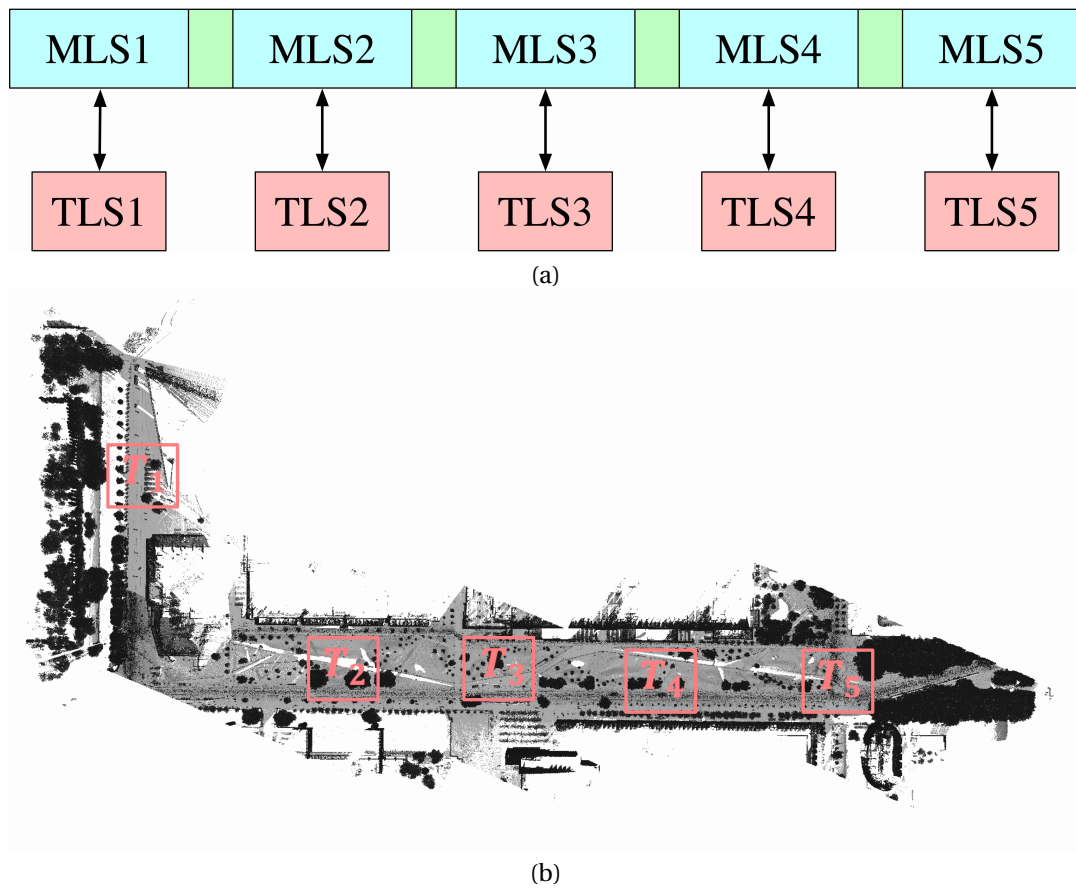 MLS1 MLS2 MLS3 MLS4 MLS5
TLS1 TLS2 TLS3 TLS4 TLS5
(a)
T₁
T₂ T₃ T₄ T₅
(b)